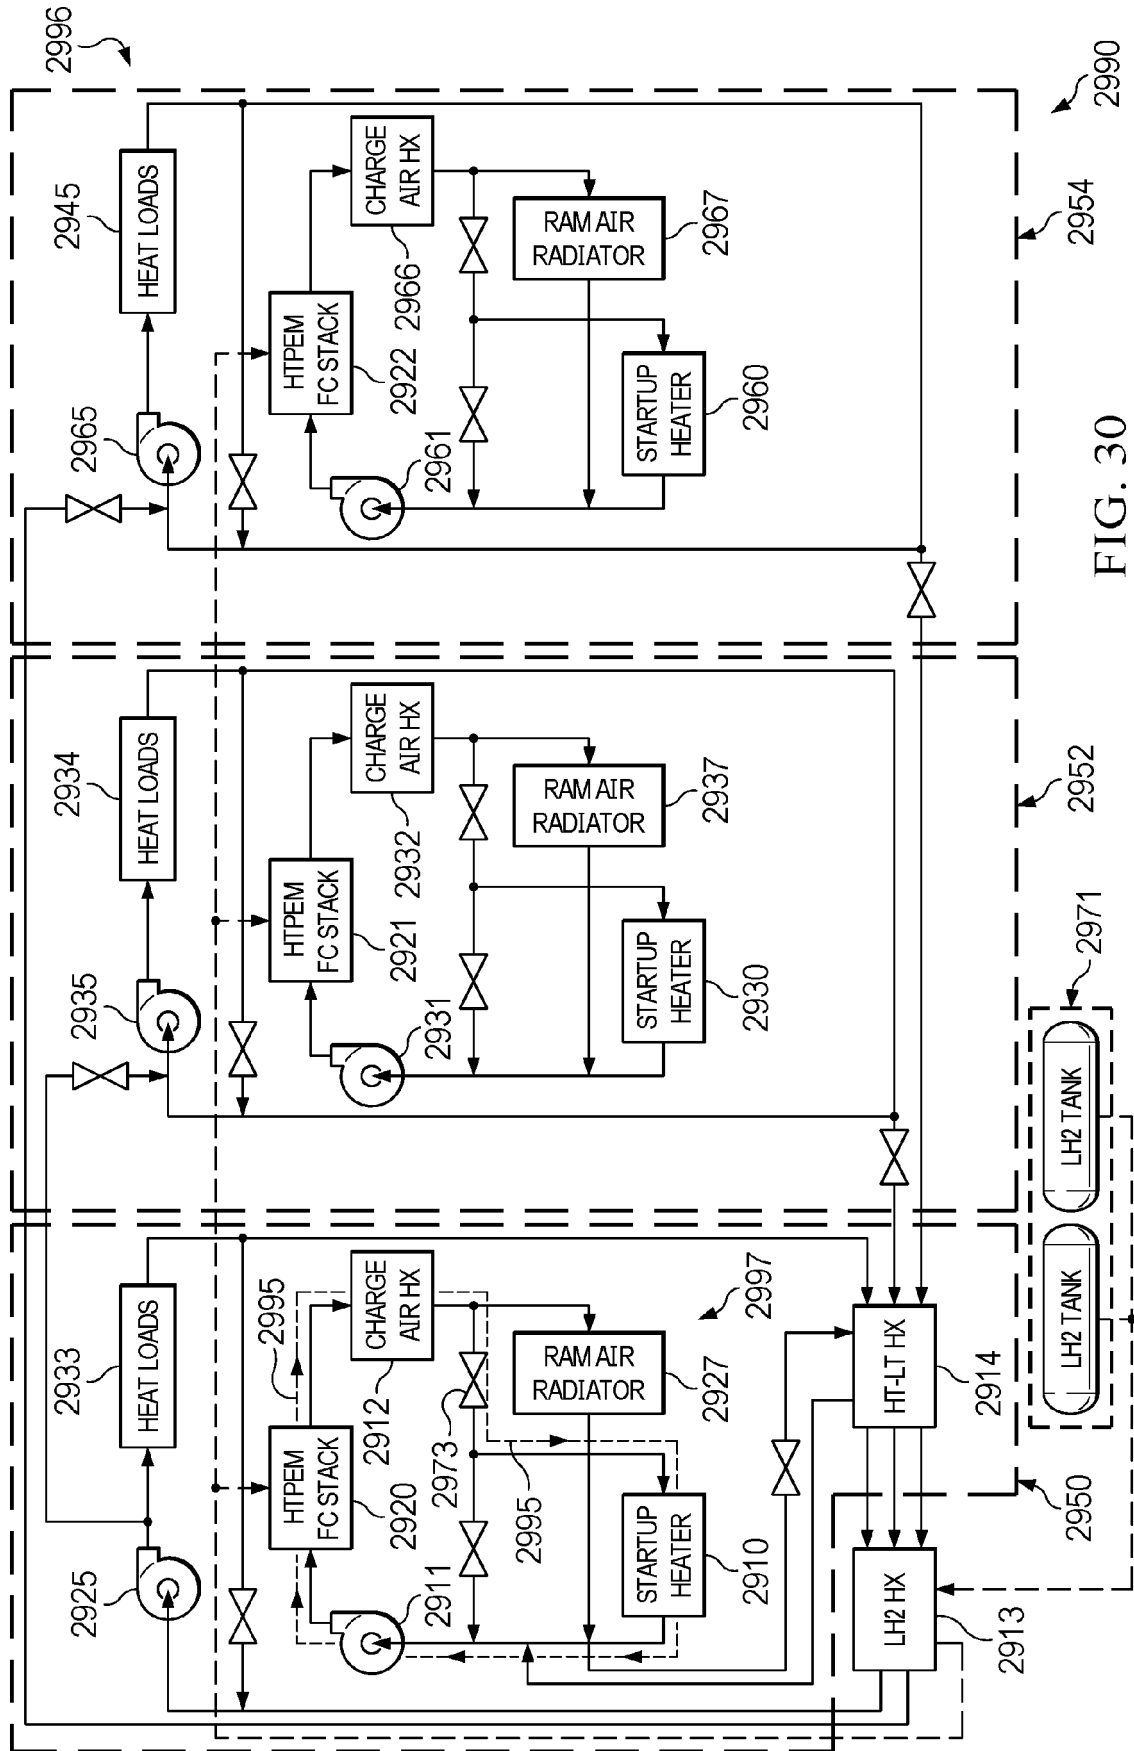 2996
2990
2945
HEAT LOADS
2965
CHARGE
AIR HX
2966
HTPEM
FC STACK
2922
RAM AIR
RADIATOR
2967
2961
STARTUP
HEATER
2960
2954
FIG. 30
2934
HEAT LOADS
2935
CHARGE
AIR HX
2932
HTPEM
FC STACK
2921
RAM AIR
RADIATOR
2937
2931
STARTUP
HEATER
2930
2952
2971
LH2 TANK
LH2 TANK
2933
HEAT LOADS
2925
2995
CHARGE
AIR HX
2912
HTPEM
FC STACK
2920
2997
RAM AIR
RADIATOR
2927
2973
2995
2911
STARTUP
HEATER
2910
HT-LT HX
2914
2950
LH2 HX
2913